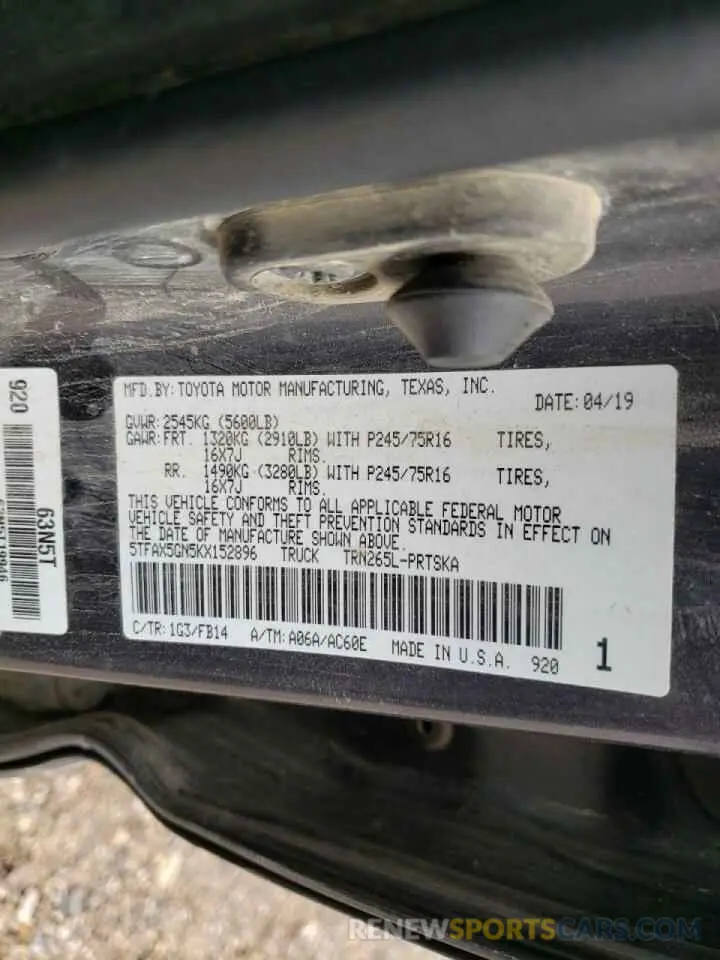 920
63N5T
MFD.BY: TOYOTA MOTOR MANUFACTURING, TEXAS, INC.
DATE: 04/19
GVWR: 2545KG (5600LB)
GAWR: FRT. 1320KG (2910LB) WITH P245/75R16 TIRES,
16X7J RIMS.
RR. 1490KG (3280LB) WITH P245/75R16 TIRES,
16X7J RIMS.
THIS VEHICLE CONFORMS TO ALL APPLICABLE FEDERAL MOTOR
VEHICLE SAFETY AND THEFT PREVENTION STANDARDS IN EFFECT ON
THE DATE OF MANUFACTURE SHOWN ABOVE.
5TFAX5GN5KX152896 TRUCK TRN265L-PRTSKA
C/TR: 1G3/FB14 A/TM: A06A/AC60E MADE IN U.S.A. 920 1
RENEWSPORTSCARS.COM